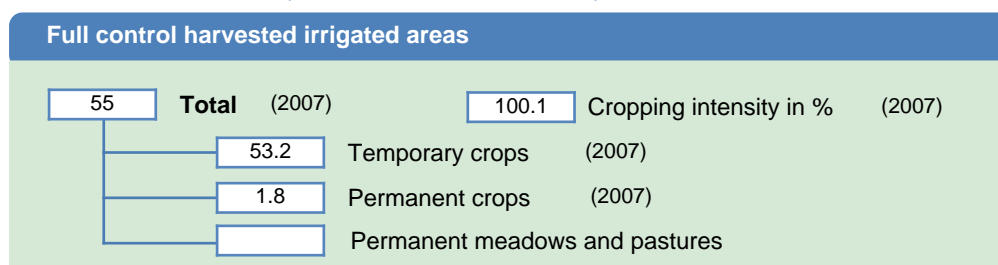 Full control harvested irrigated areas
55 Total (2007) 100.1 Cropping intensity in % (2007)
53.2 Temporary crops (2007)
1.8 Permanent crops (2007)
Permanent meadows and pastures